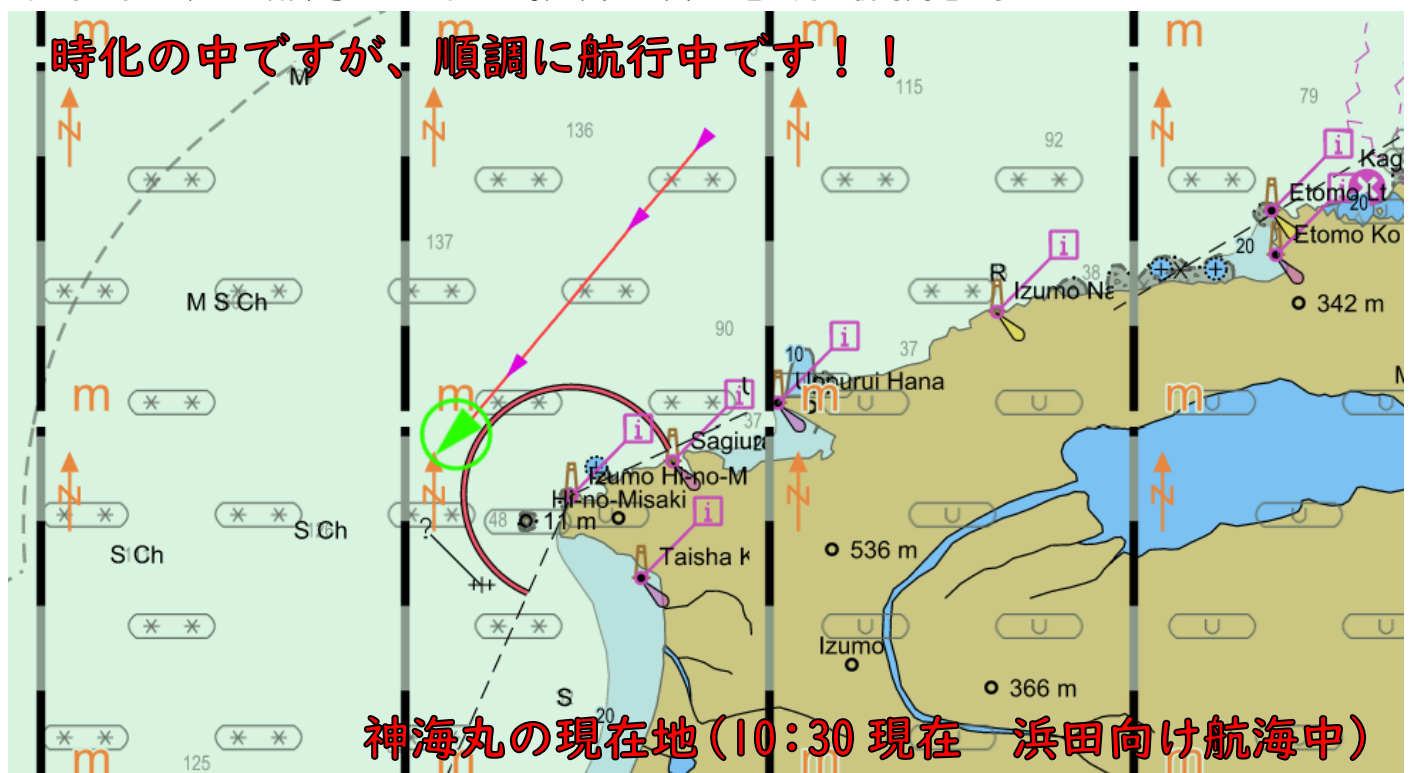 m
m
m
m
時化の中ですが、順調に航行中です！！
M
115
79
N
N
N
N
136
92
i
Kag
Etomo Lt
20
137
i
20
Etomo Ko
R
38
Izumo Na
M S Ch
342 m
90
i
37
10
m
m
Uppurui Hana
m
m
i
37
i
Sagiura
Izumo Hi-no-M
Hi-no-Misaki
N
N
N
N
48
11 m
i
?
S Ch
S Ch
536 m
Taisha K
Izumo
366 m
S
20
神海丸の現在地(10:30 現在　浜田向け航海中)
m
125